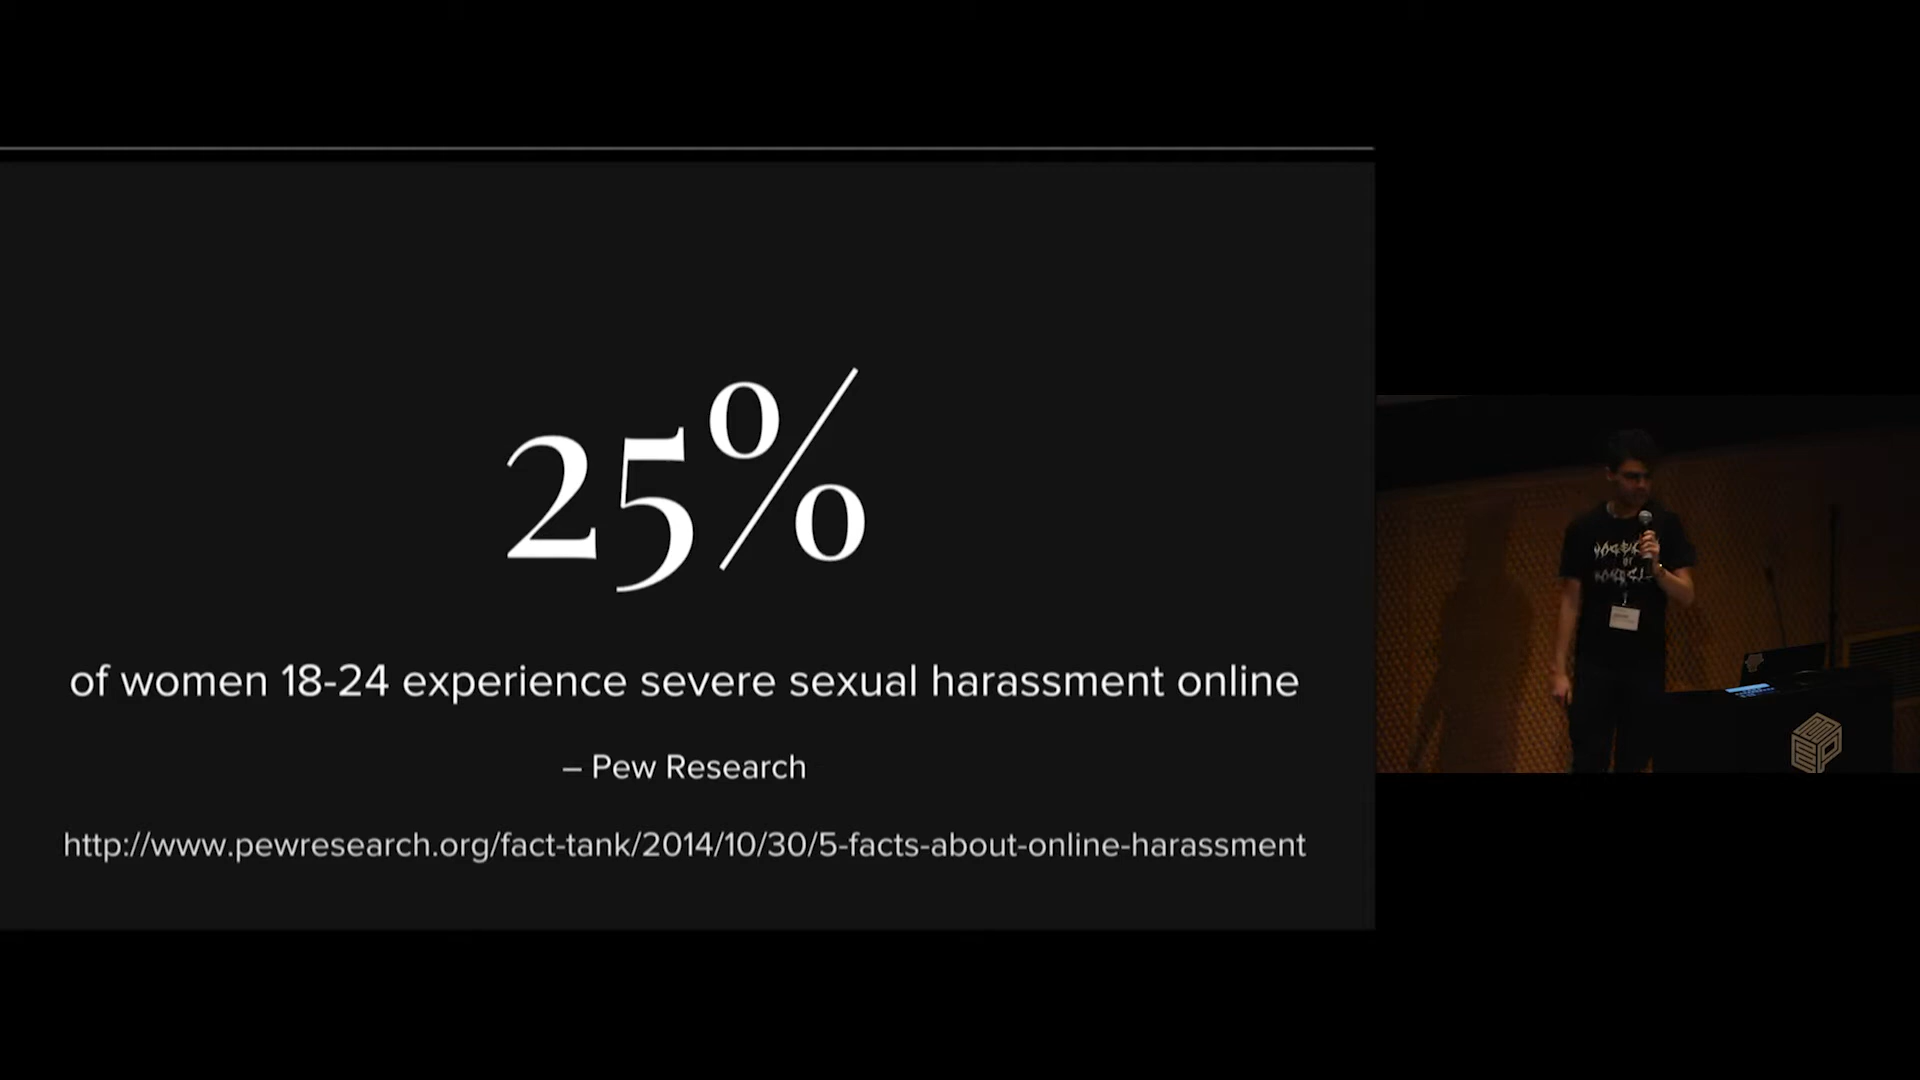 25%
of women 18-24 experience severe sexual harassment online
– Pew Research
http://www.pewresearch.org/fact-tank/2014/10/30/5-facts-about-online-harassment